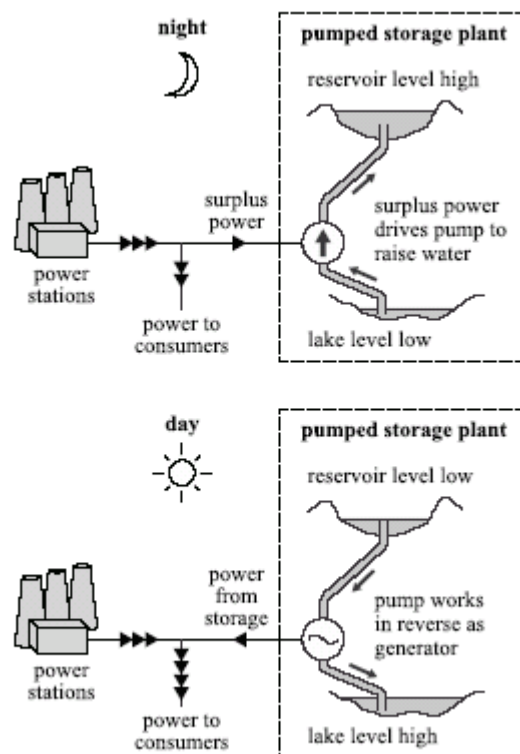 night
pumped storage plant
reservoir level high
surplus
power
surplus power
drives pump to
raise water
power
stations
power to
consumers
lake level low
day
pumped storage plant
reservoir level low
power
from
storage
pump works
in reverse as
generator
power
stations
power to
consumers
lake level high